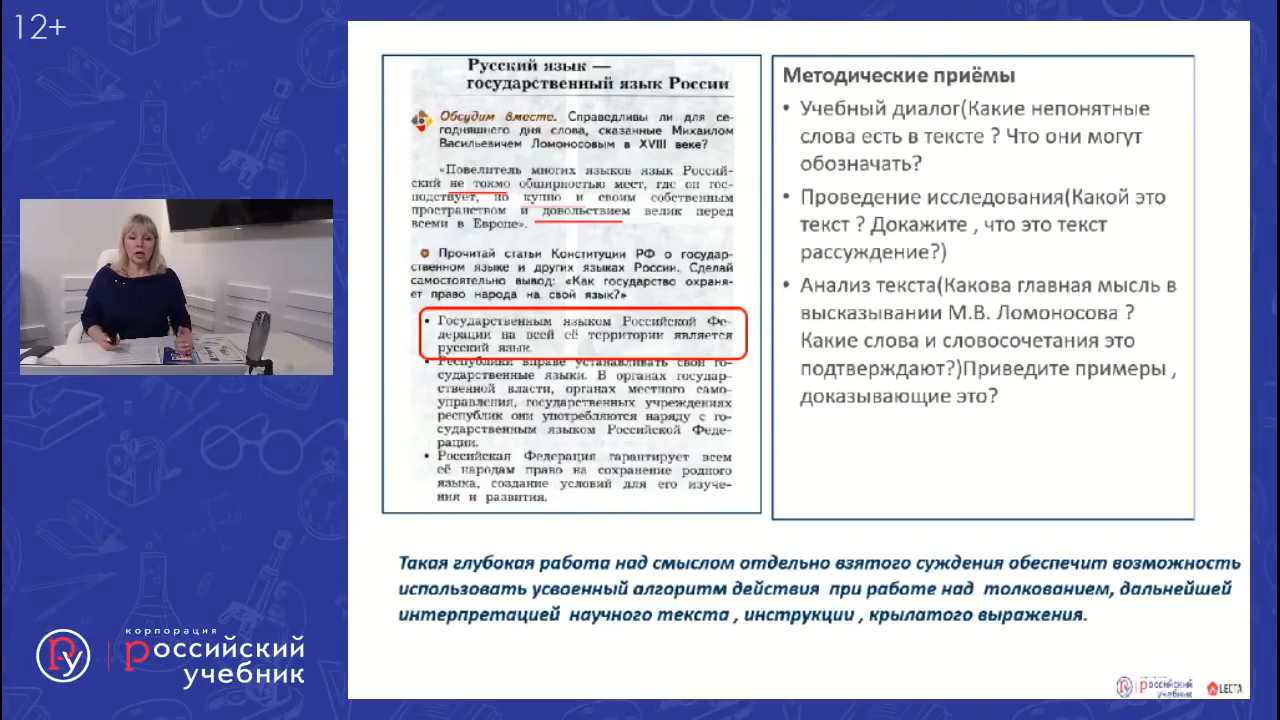 12+
Русский язык —
государственный язык России
Обсудим вместе. Справедливы ли для се-
годняшнего дня слова, сказанные Михаилом
Васильевичем Ломоносовым в XVIII веке?
«Повелитель многих языков язык Россий-
ский не токмо обширностью мест, где он гос-
подствует, но купно и своим собственным
пространством и довольствием велик перед
всеми в Европе».
Прочитай статьи Конституции РФ о государ-
ственном языке и других языках России. Сделай
самостоятельно вывод: «Как государство охраня-
ет право народа на свой язык?»
• Государственным языком Российской Фе-
дерации на всей её территории является
русский язык.
• Республики вправе устанавливать свои го-
сударственные языки. В органах государ-
ственной власти, органах местного само-
управления, государственных учреждениях
республик они употребляются наряду с го-
сударственным языком Российской Феде-
рации.
• Российская Федерация гарантирует всем
её народам право на сохранение родного
языка, создание условий для его изуче-
ния и развития.
Методические приёмы
• Учебный диалог(Какие непонятные
слова есть в тексте ? Что они могут
обозначать?
• Проведение исследования(Какой это
текст ? Докажите , что это текст
рассуждение?)
• Анализ текста(Какова главная мысль в
высказывании М.В. Ломоносова ?
Какие слова и словосочетания это
подтверждают?)Приведите примеры ,
доказывающие это?
Такая глубокая работа над смыслом отдельно взятого суждения обеспечит возможность
использовать усвоенный алгоритм действия при работе над толкованием, дальнейшей
интерпретацией научного текста , инструкции , крылатого выражения.
корпорация
российский
учебник
российский
учебник
LECTA